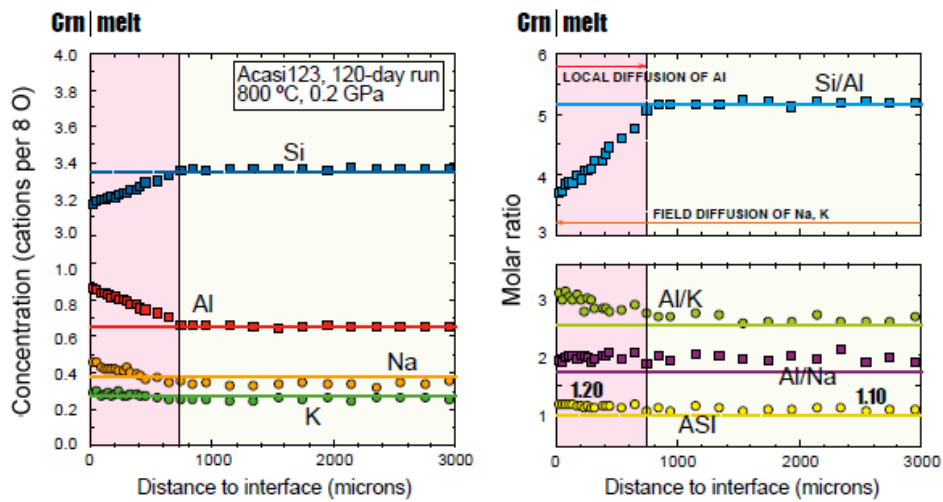 Crn|melt
Concentration (cations per 8 O)
4.0
3.8
3.6
3.4
3.2
3.0
1.0
0.8
0.6
0.4
0.2
0.0
Acasi123, 120-day run
800 ºC, 0.2 GPa
Si
Al
Na
K
0 1000 2000 3000
Distance to interface (microns)
Crn|melt
Molar ratio
6
5
4
3
LOCAL DIFFUSION OF Al
Si/Al
FIELD DIFFUSION OF Na, K
3
2
1
Al/K
Al/Na
1.20
1.10
ASI
0 1000 2000 3000
Distance to interface (microns)